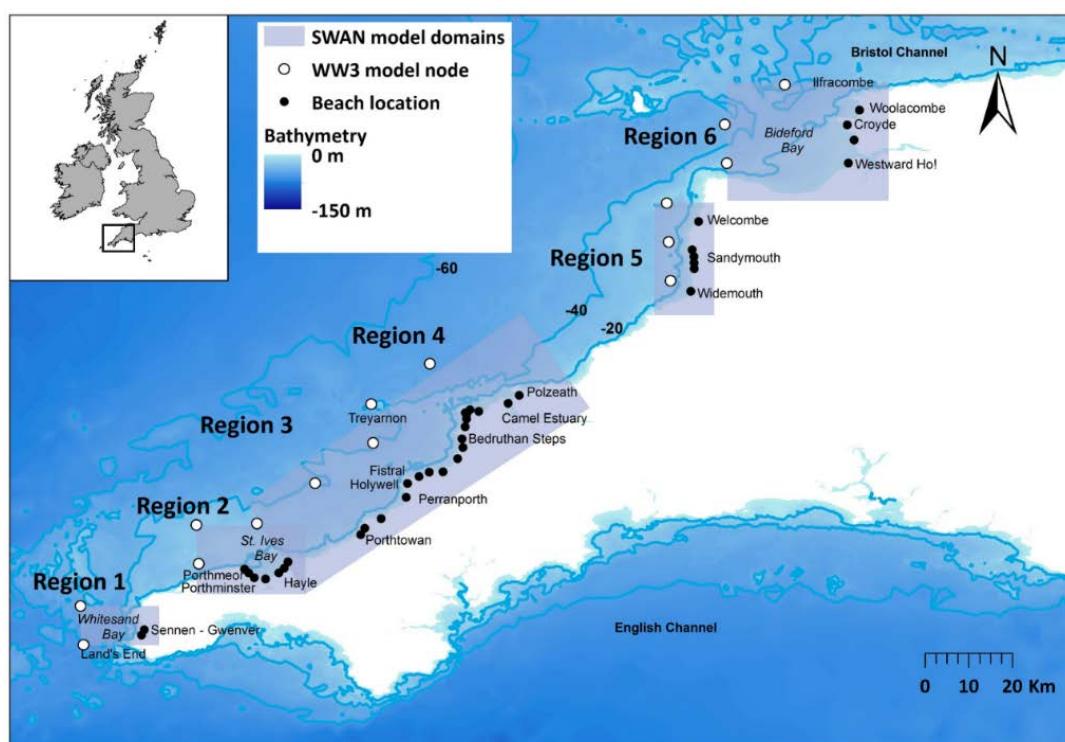 SWAN model domains
WW3 model node
Beach location
Bathymetry
0 m
-150 m
N
Bristol Channel
Ilfracombe
Woolacombe
Croyde
Region 6
Bideford
Bay
Westward Ho!
Welcombe
Region 5
Sandymouth
-60
Widemouth
-40
-20
Region 4
Polzeath
Treyarnon
Camel Estuary
Region 3
Bedruthan Steps
Fistral
Holywell
Perranporth
Region 2
St. Ives
Bay
Porthtowan
Porthmeor
Porthminster
Hayle
Region 1
Whitesand
Bay
Sennen - Gwenver
Land's End
English Channel
0 10 20 Km